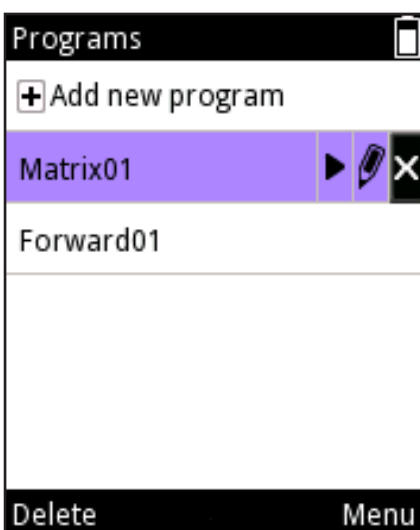 Programs
Add new program
Matrix01
Forward01
Delete Menu